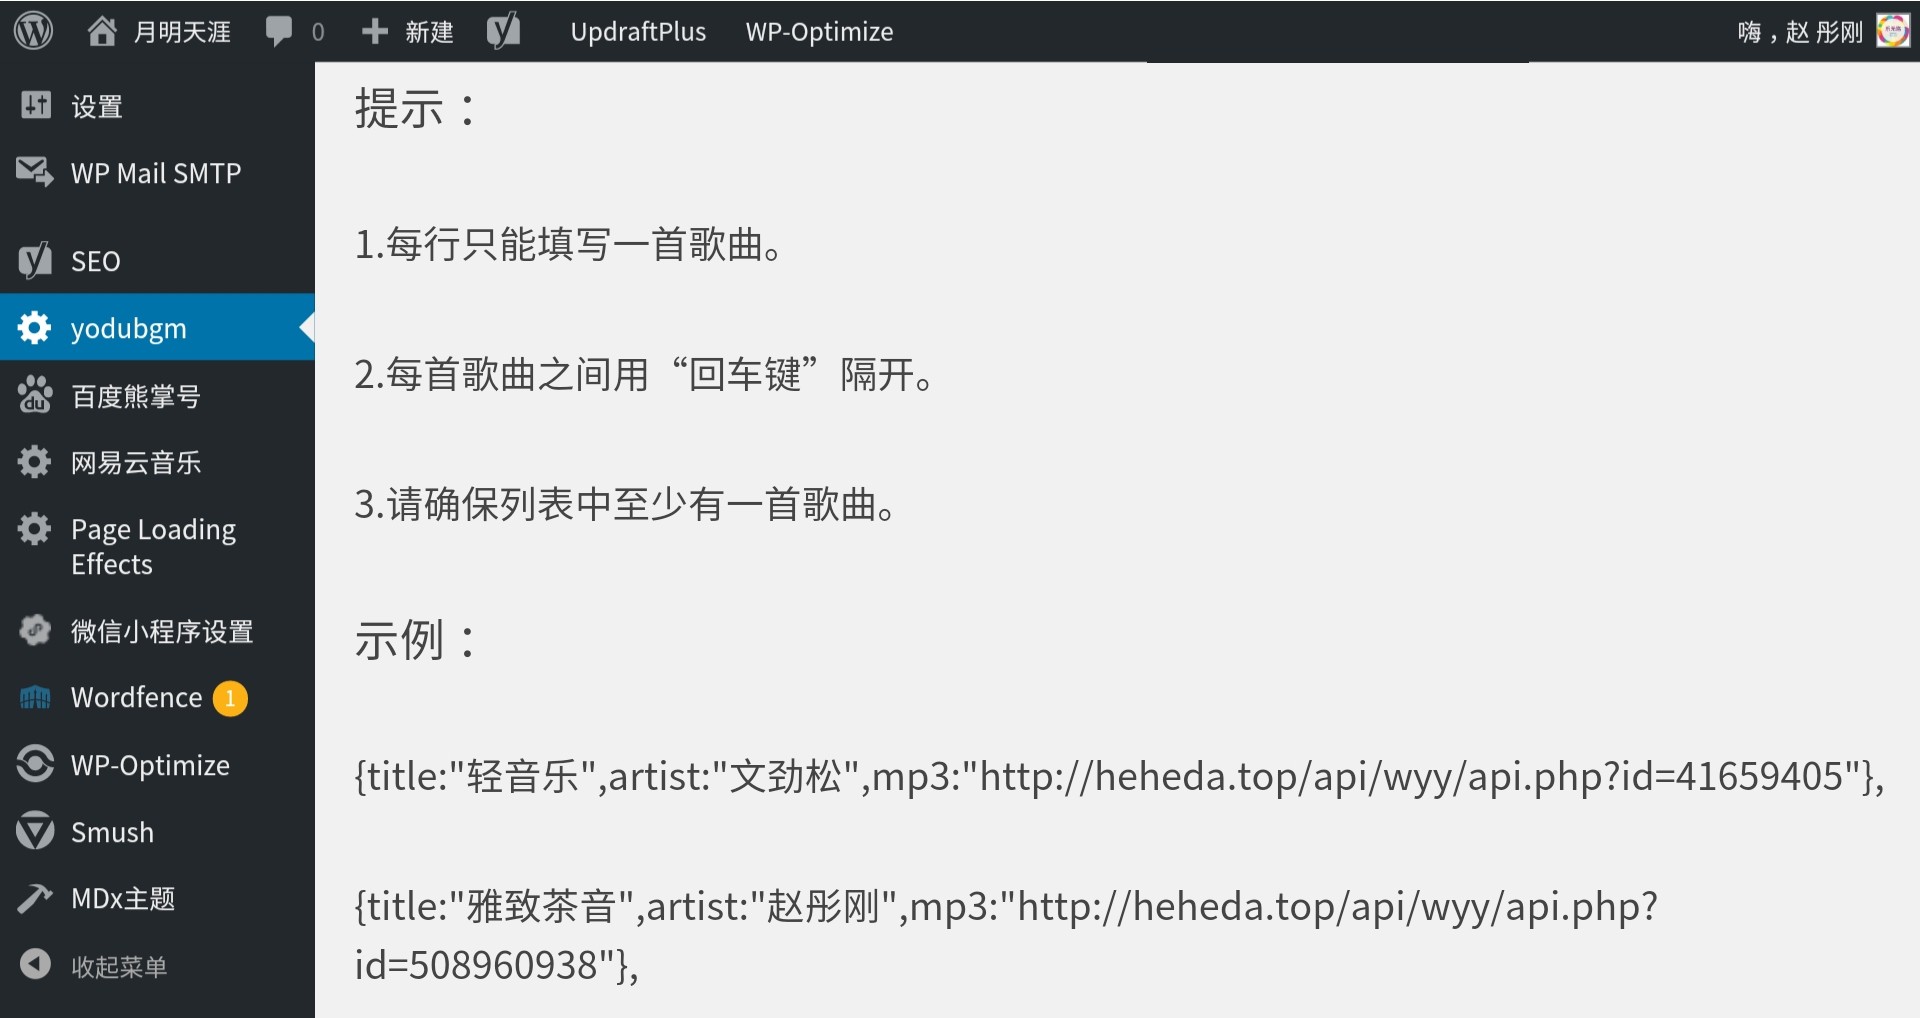 月明天涯 0 新建 UpdraftPlus WP-Optimize 嗨，赵 彤刚
设置
WP Mail SMTP
SEO
yodubgm
百度熊掌号
网易云音乐
Page Loading
Effects
微信小程序设置
Wordfence 1
WP-Optimize
Smush
MDx主题
收起菜单
提示：
1.每行只能填写一首歌曲。
2.每首歌曲之间用“回车键”隔开。
3.请确保列表中至少有一首歌曲。
示例：
{title:"轻音乐",artist:"文劲松",mp3:"http://heheda.top/api/wyy/api.php?id=41659405"},
{title:"雅致茶音",artist:"赵彤刚",mp3:"http://heheda.top/api/wyy/api.php?
id=508960938"},